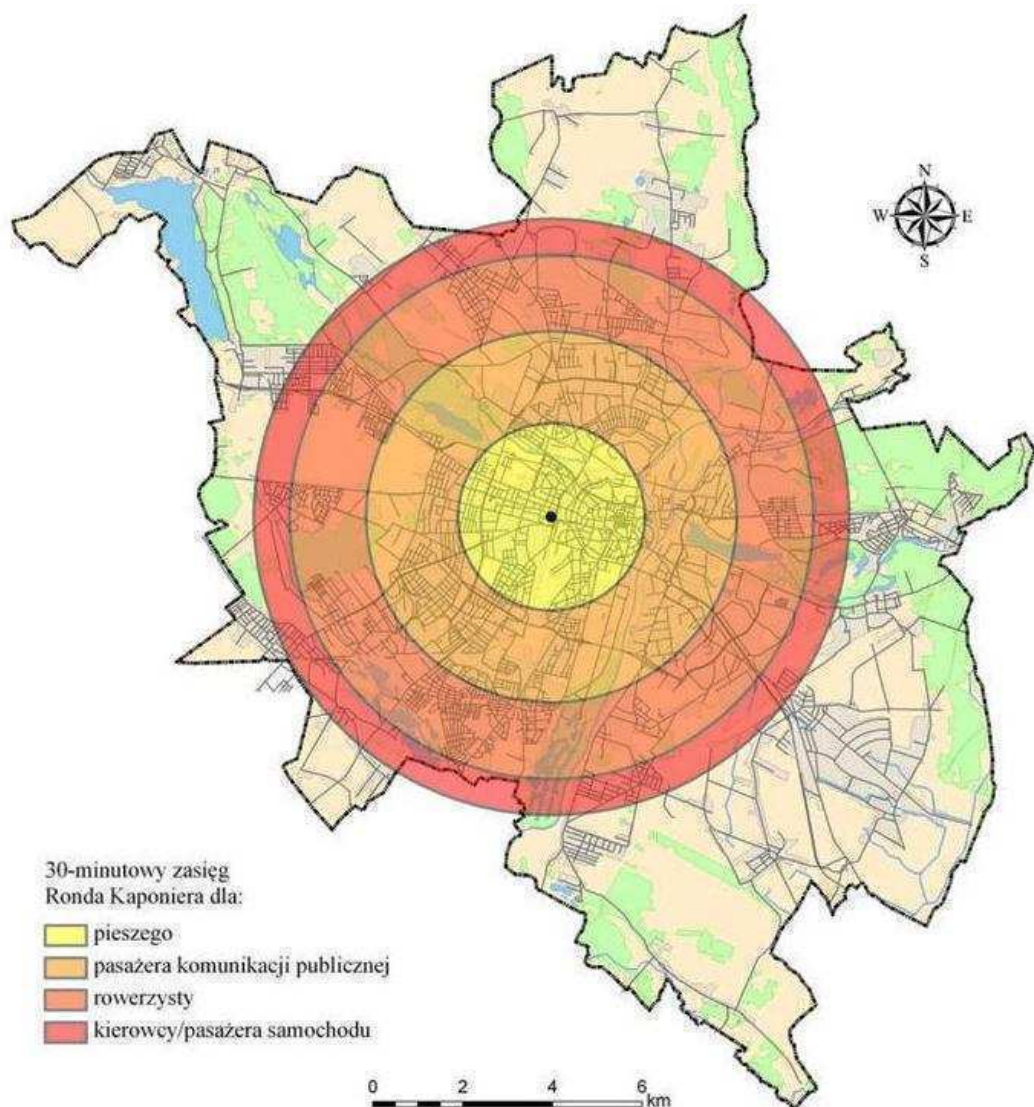 N
W E
S
30-minutowy zasięg
Ronda Kaponiera dla:
pieszego
pasażera komunikacji publicznej
rowerzysty
kierowcy/pasażera samochodu
0 2 4 6
km